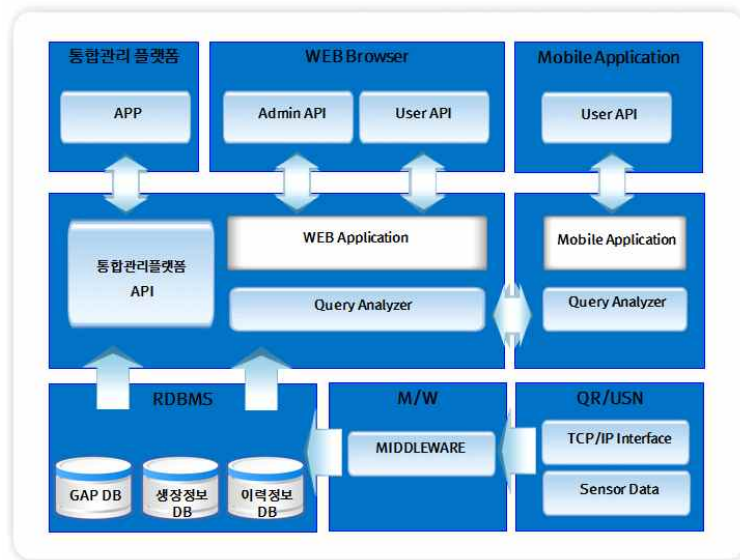 통합관리 플랫폼
WEB Browser
Mobile Application
APP
Admin API
User API
User API
통합관리플랫폼
API
WEB Application
Query Analyzer
Mobile Application
Query Analyzer
RDBMS
M/W
QR/USN
MIDDLEWARE
TCP/IP Interface
Sensor Data
GAP DB
생장정보
DB
이력정보
DB